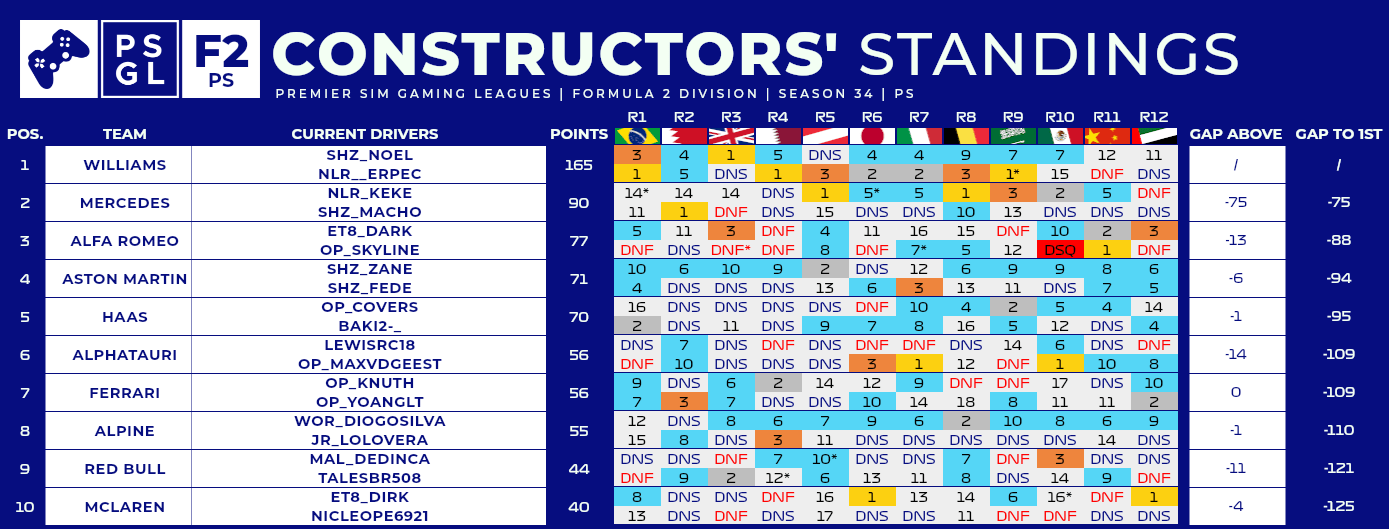 PS
GL
F2
PS
CONSTRUCTORS' STANDINGS
PREMIER SIM GAMING LEAGUES | FORMULA 2 DIVISION | SEASON 34 | PS
R1 R2 R3 R4 R5 R6 R7 R8 R9 R10 R11 R12
POS. TEAM CURRENT DRIVERS POINTS GAP ABOVE GAP TO 1ST
SHZ_NOEL 3 4 1 5 DNS 4 4 9 7 7 12 11
1 WILLIAMS 165 / /
NLR__ERPEC 1 5 DNS 1 3 2 2 3 1* 15 DNF DNS
NLR_KEKE 14* 14 14 DNS 1 5* 5 1 3 2 5 DNF
2 MERCEDES 90 -75 -75
SHZ_MACHO 11 1 DNF DNS 15 DNS DNS 10 13 DNS DNS DNS
ET8_DARK 5 11 3 DNF 4 11 16 15 DNF 10 2 3
3 ALFA ROMEO 77 -13 -88
OP_SKYLINE DNF DNS DNF* DNF 8 DNF 7* 5 12 DSQ 1 DNF
SHZ_ZANE 10 6 10 9 2 DNS 12 6 9 9 8 6
4 ASTON MARTIN 71 -6 -94
SHZ_FEDE 4 DNS DNS DNS 13 6 3 13 11 DNS 7 5
OP_COVERS 16 DNS DNS DNS DNS DNF 10 4 2 5 4 14
5 HAAS 70 -1 -95
BAKI2-_ 2 DNS 11 DNS 9 7 8 16 5 12 DNS 4
LEWISRC18 DNS 7 DNS DNF DNS DNF DNF DNS 14 6 DNS DNF
6 ALPHATAURI 56 -14 -109
OP_MAXVDGEEST DNF 10 DNS DNS DNS 3 1 12 DNF 1 10 8
OP_KNUTH 9 DNS 6 2 14 12 9 DNF DNF 17 DNS 10
7 FERRARI 56 0 -109
OP_YOANGLT 7 3 7 DNS DNS 10 14 18 8 11 11 2
WOR_DIOGOSILVA 12 DNS 8 6 7 9 6 2 10 8 6 9
8 ALPINE 55 -1 -110
JR_LOLOVERA 15 8 DNS 3 11 DNS DNS DNS DNS DNS 14 DNS
MAL_DEDINCA DNS DNS DNF 7 10* DNS DNS 7 DNF 3 DNS DNS
9 RED BULL 44 -11 -121
TALESBR508 DNF 9 2 12* 6 13 11 8 DNS 14 9 DNF
ET8_DIRK 8 DNS DNS DNF 16 1 13 14 6 16* DNF 1
10 MCLAREN 40 -4 -125
NICLEOPE6921 13 DNS DNF DNS 17 DNS DNS 11 DNF DNF DNS DNS